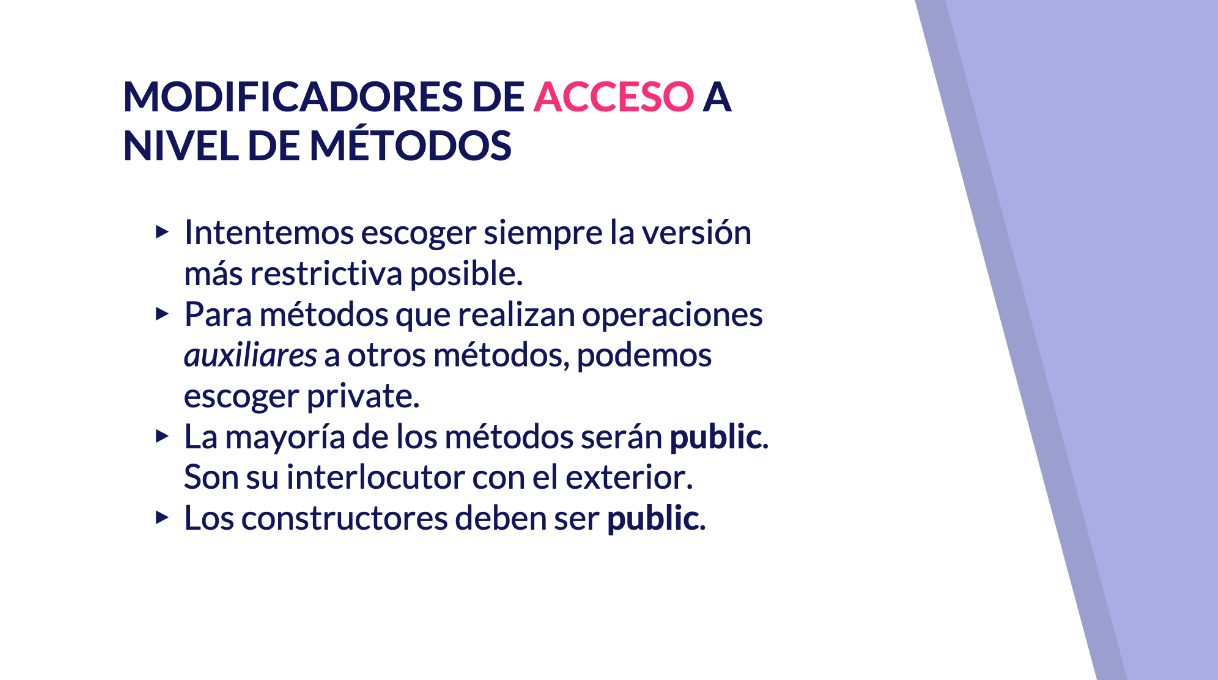 MODIFICADORES DE ACCESO A
NIVEL DE MÉTODOS
▸ Intentemos escoger siempre la versión
más restrictiva posible.
▸ Para métodos que realizan operaciones
auxiliares a otros métodos, podemos
escoger private.
▸ La mayoría de los métodos serán public.
Son su interlocutor con el exterior.
▸ Los constructores deben ser public.